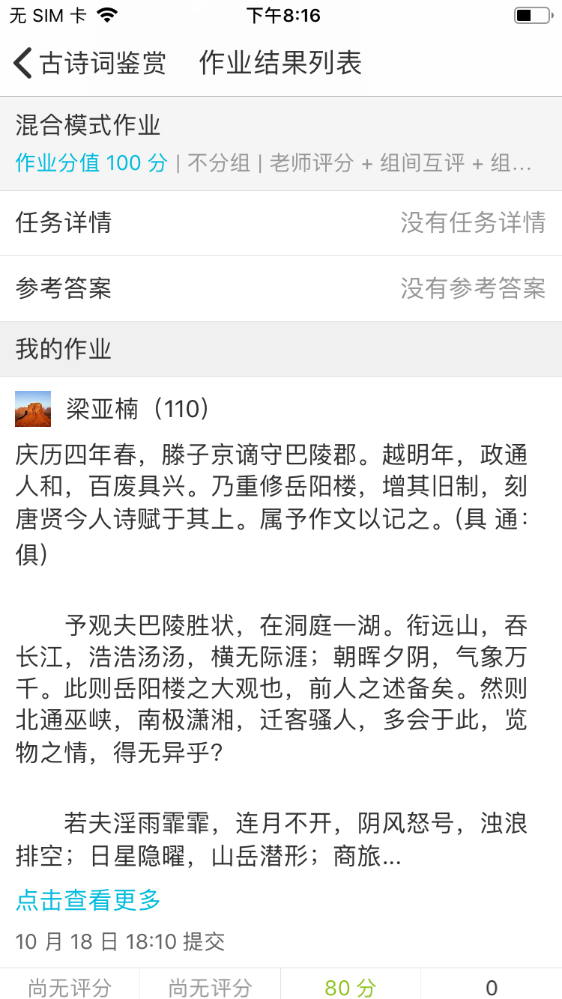 无 SIM 卡 下午8:16
古诗词鉴赏 作业结果列表
混合模式作业
作业分值 100 分 | 不分组 | 老师评分 + 组间互评 + 组...
任务详情 没有任务详情
参考答案 没有参考答案
我的作业
梁亚楠（110）
庆历四年春，滕子京谪守巴陵郡。越明年，政通
人和，百废具兴。乃重修岳阳楼，增其旧制，刻
唐贤今人诗赋于其上。属予作文以记之。(具 通：
俱)
予观夫巴陵胜状，在洞庭一湖。衔远山，吞
长江，浩浩汤汤，横无际涯；朝晖夕阴，气象万
千。此则岳阳楼之大观也，前人之述备矣。然则
北通巫峡，南极潇湘，迁客骚人，多会于此，览
物之情，得无异乎？
若夫淫雨霏霏，连月不开，阴风怒号，浊浪
排空；日星隐曜，山岳潜形；商旅...
点击查看更多
10 月 18 日 18:10 提交
尚无评分 尚无评分 80 分 0